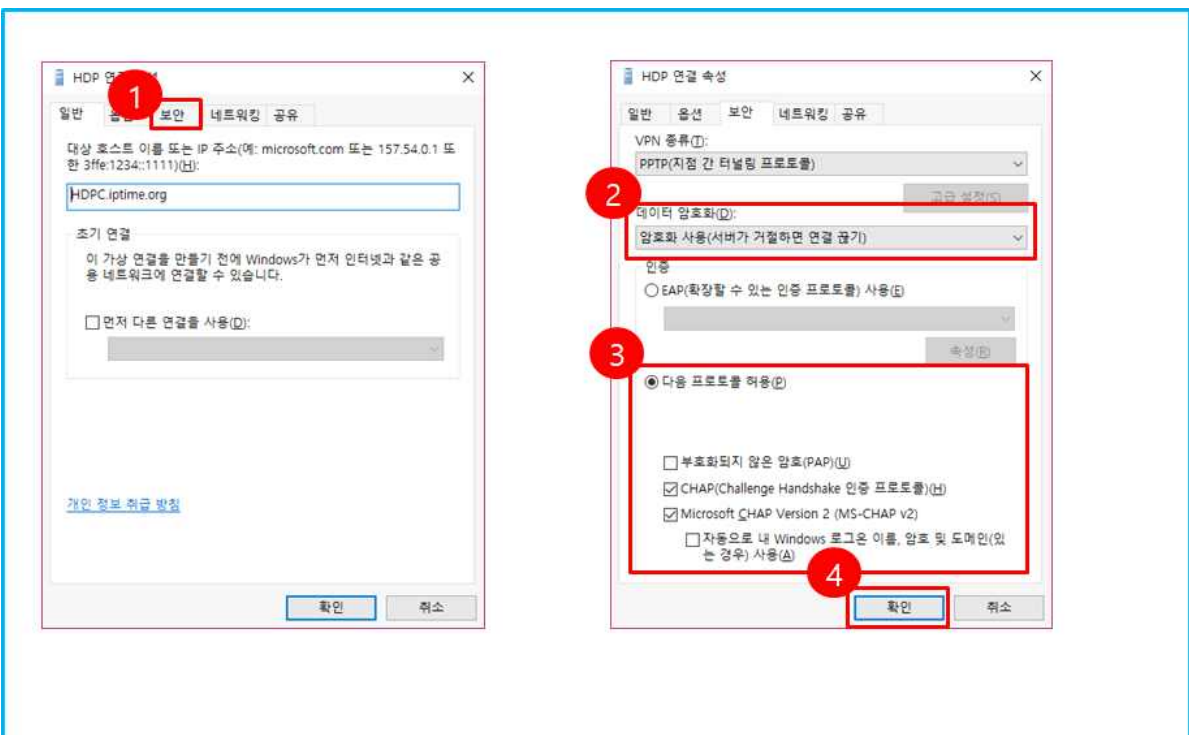 HDP 연
1
일반
보안
네트워킹
공유
대상 호스트 이름 또는 IP 주소(예: microsoft.com 또는 157.54.0.1 또
한 3ffe:1234::1111)(H):
HDPC.iptime.org
초기 연결
이 가상 연결을 만들기 전에 Windows가 먼저 인터넷과 같은 공
용 네트워크에 연결할 수 있습니다.
먼저 다른 연결을 사용(D):
개인 정보 취급 방침
확인
취소
HDP 연결 속성
일반
옵션
보안
네트워킹
공유
VPN 종류(T):
PPTP(지점 간 터널링 프로토콜)
고급 설정(S)
2
데이터 암호화(D):
암호화 사용(서버가 거절하면 연결 끊기)
인증
EAP(확장할 수 있는 인증 프로토콜) 사용(E)
속성(R)
3
다음 프로토콜 허용(P)
부호화되지 않은 암호(PAP)(U)
CHAP(Challenge Handshake 인증 프로토콜)(H)
Microsoft CHAP Version 2 (MS-CHAP v2)
자동으로 내 Windows 로그온 이름, 암호 및 도메인(있
는 경우) 사용(A)
4
확인
취소